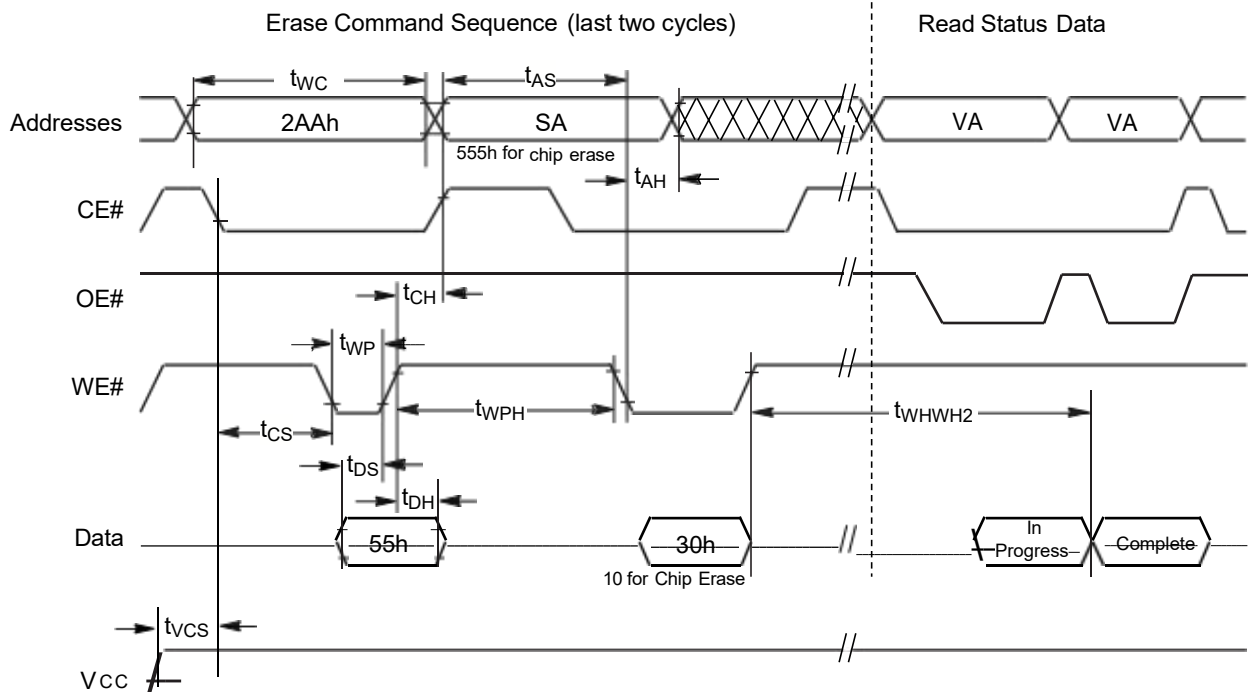 Erase Command Sequence (last two cycles)
Read Status Data
tWC
tAS
Addresses
2AAh
SA
VA
VA
555h for chip erase
tAH
CE#
tCH
OE#
tWP
WE#
tWPH
tWHWH2
tCS
tDS
tDH
Data
55h
30h
In
Progress
Complete
10 for Chip Erase
tVCS
VCC